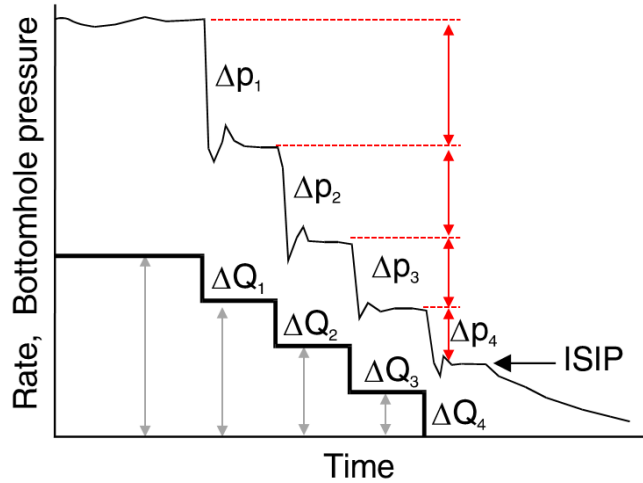 Rate, Bottomhole pressure
Δp₁
Δp₂
Δp₃
Δp₄
ISIP
ΔQ₁
ΔQ₂
ΔQ₃
ΔQ₄
Time